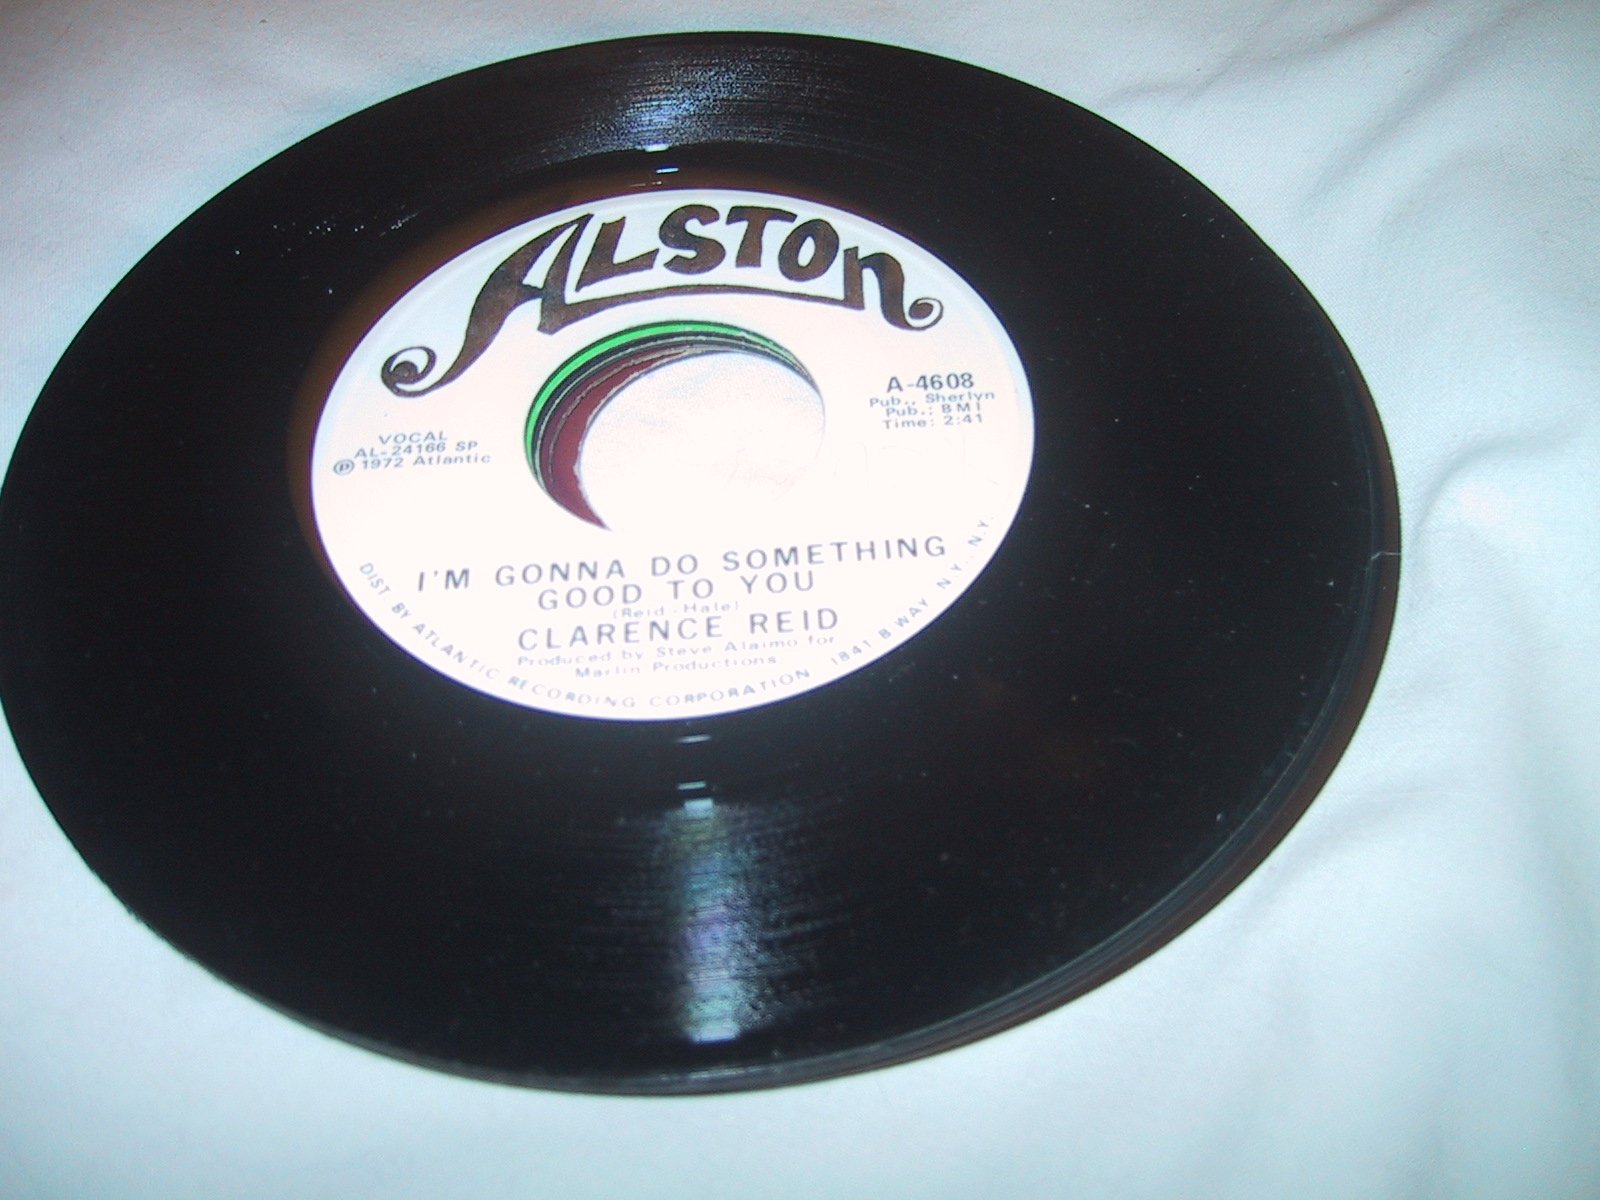 ALSTON
A-4608
Pub., Sherlyn
Pub.: BMI
Time: 2:41
VOCAL
AL-24166 SP
℗ 1972 Atlantic
I'M GONNA DO SOMETHING
GOOD TO YOU
(Reid - Hale)
CLARENCE REID
Produced by Steve Alaimo for
Marlin Productions
DIST. BY ATLANTIC RECORDING CORPORATION, 1841 B'WAY, N.Y., N.Y.